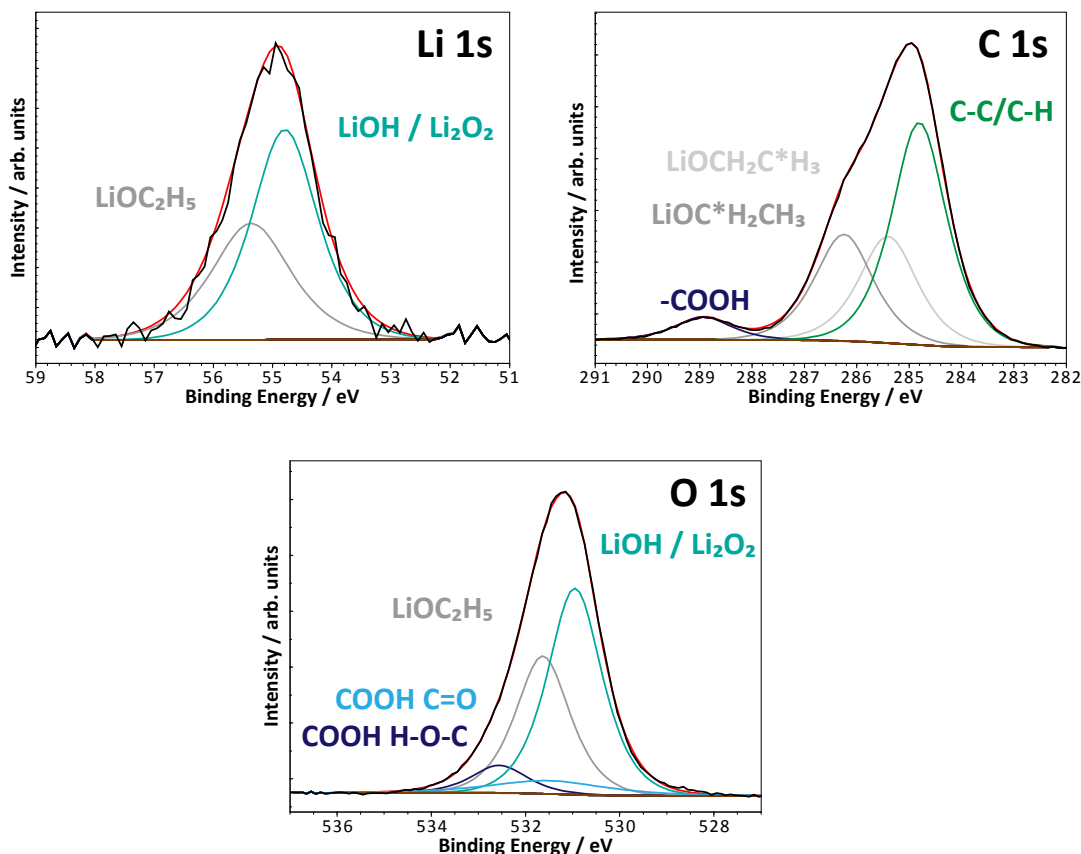 Li 1s
LiOH / Li₂O₂
LiOC₂H₅
Intensity / arb. units
59 58 57 56 55 54 53 52 51
Binding Energy / eV
C 1s
C-C/C-H
LiOCH₂C*H₃
LiOC*H₂CH₃
-COOH
Intensity / arb. units
291 290 289 288 287 286 285 284 283 282
Binding Energy / eV
O 1s
LiOH / Li₂O₂
LiOC₂H₅
COOH C=O
COOH H-O-C
Intensity / arb. units
536 534 532 530 528
Binding Energy / eV